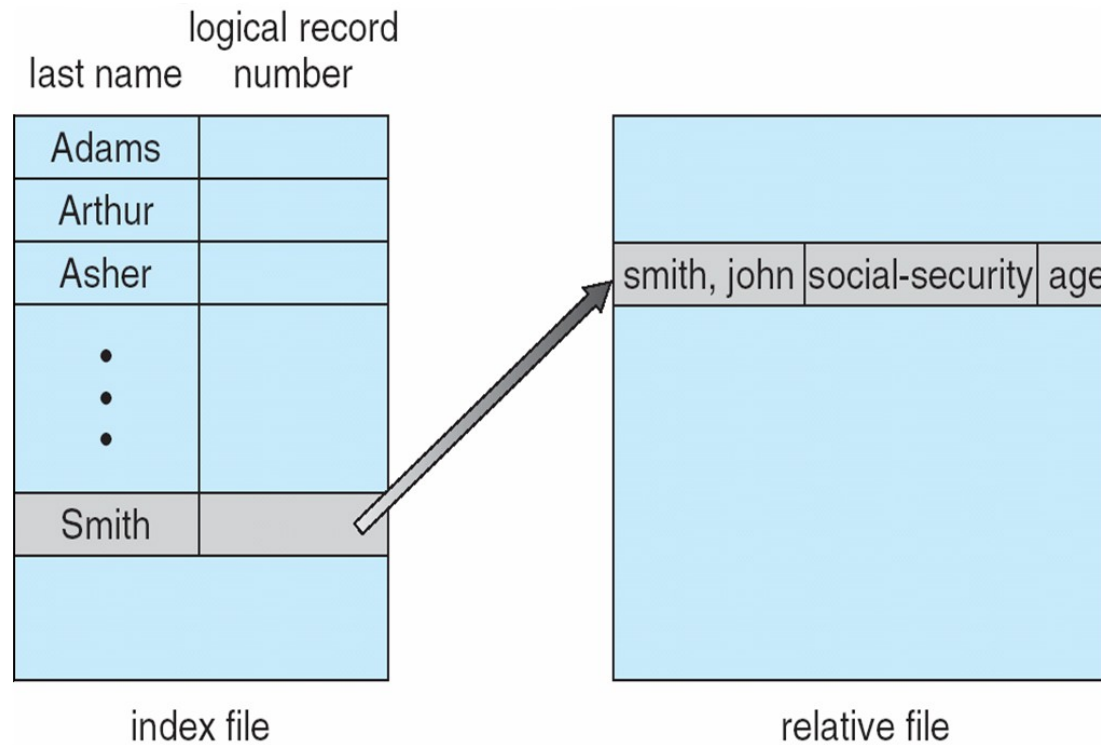 logical record
last name number
Adams
Arthur
Asher
Smith
smith, john social-security age
index file
relative file